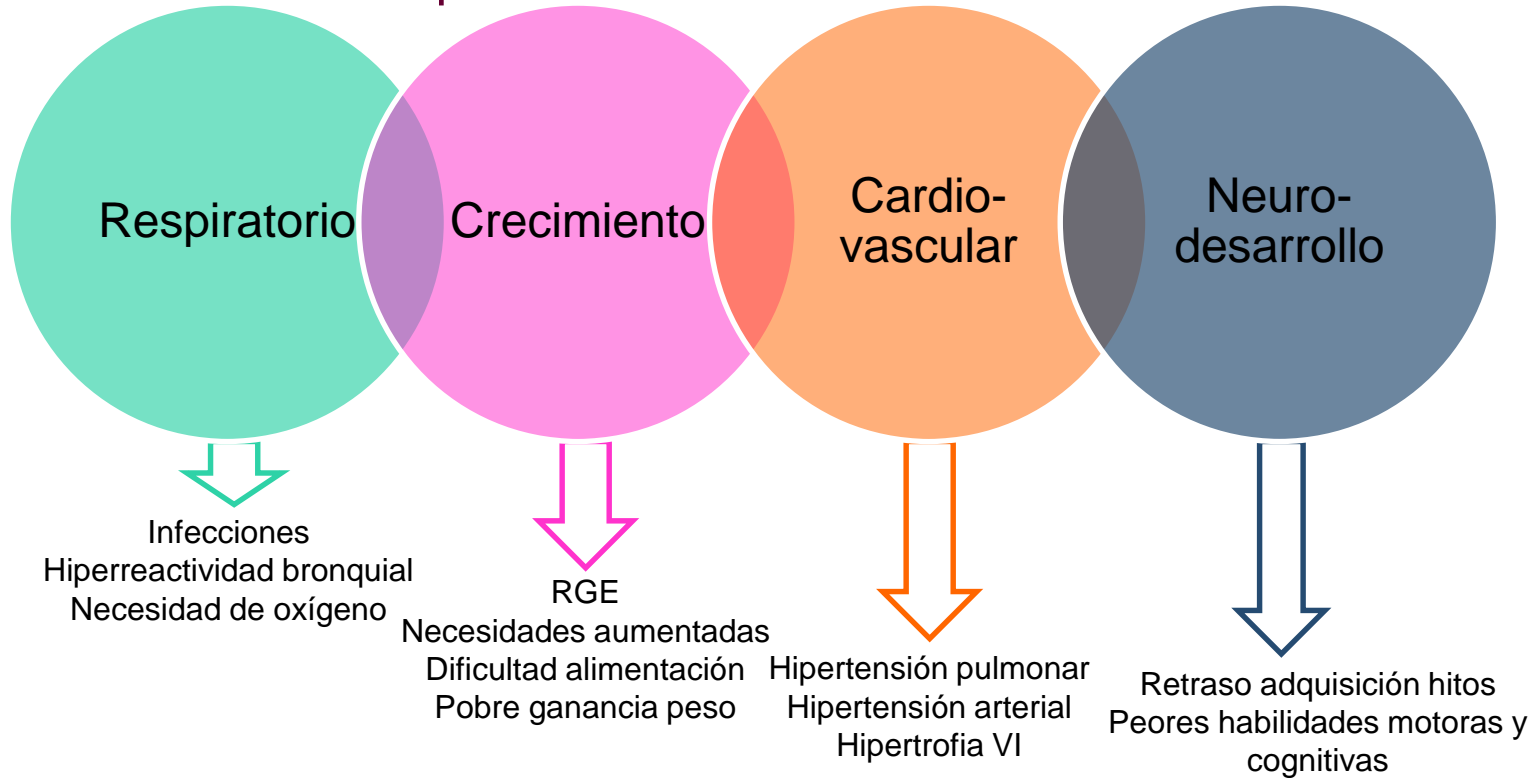 Respiratorio
Crecimiento
Cardio-
vascular
Neuro-
desarrollo
Infecciones
Hiperreactividad bronquial
Necesidad de oxígeno
RGE
Necesidades aumentadas
Dificultad alimentación
Pobre ganancia peso
Hipertensión pulmonar
Hipertensión arterial
Hipertrofia VI
Retraso adquisición hitos
Peores habilidades motoras y
cognitivas